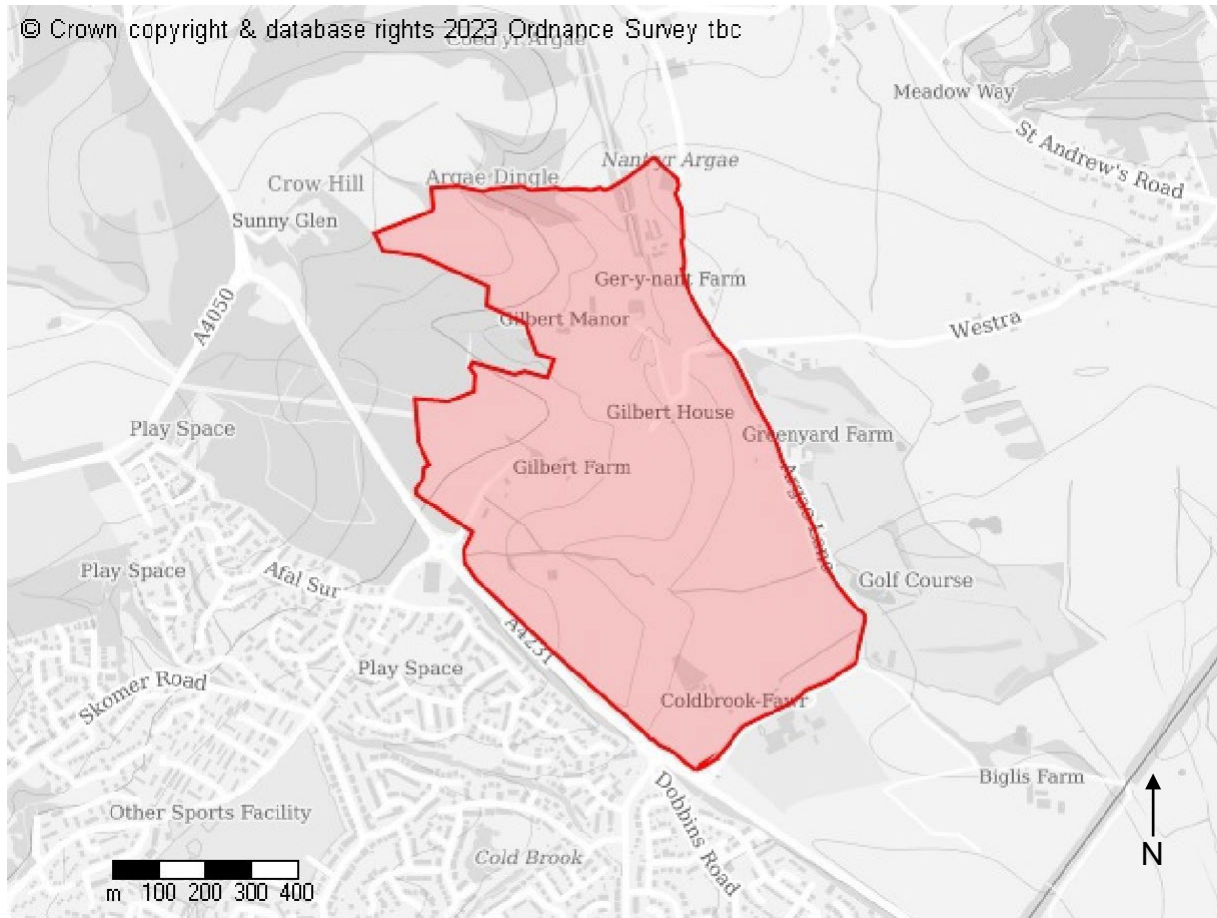 © Crown copyright & database rights 2023 Ordnance Survey tbc
Coed yr Argae
Meadow Way
St Andrew's Road
Nant yr Argae
Argae Dingle
Crow Hill
Sunny Glen
Ger-y-nant Farm
A4050
Gilbert Manor
Westra
Gilbert House
Play Space
Greenyard Farm
Gilbert Farm
Argae Lane
Play Space
Afal Sur
Golf Course
A4231
Play Space
Skomer Road
Coldbrook-Fawr
Biglis Farm
Dobbins Road
Other Sports Facility
Cold Brook
m 100 200 300 400
N